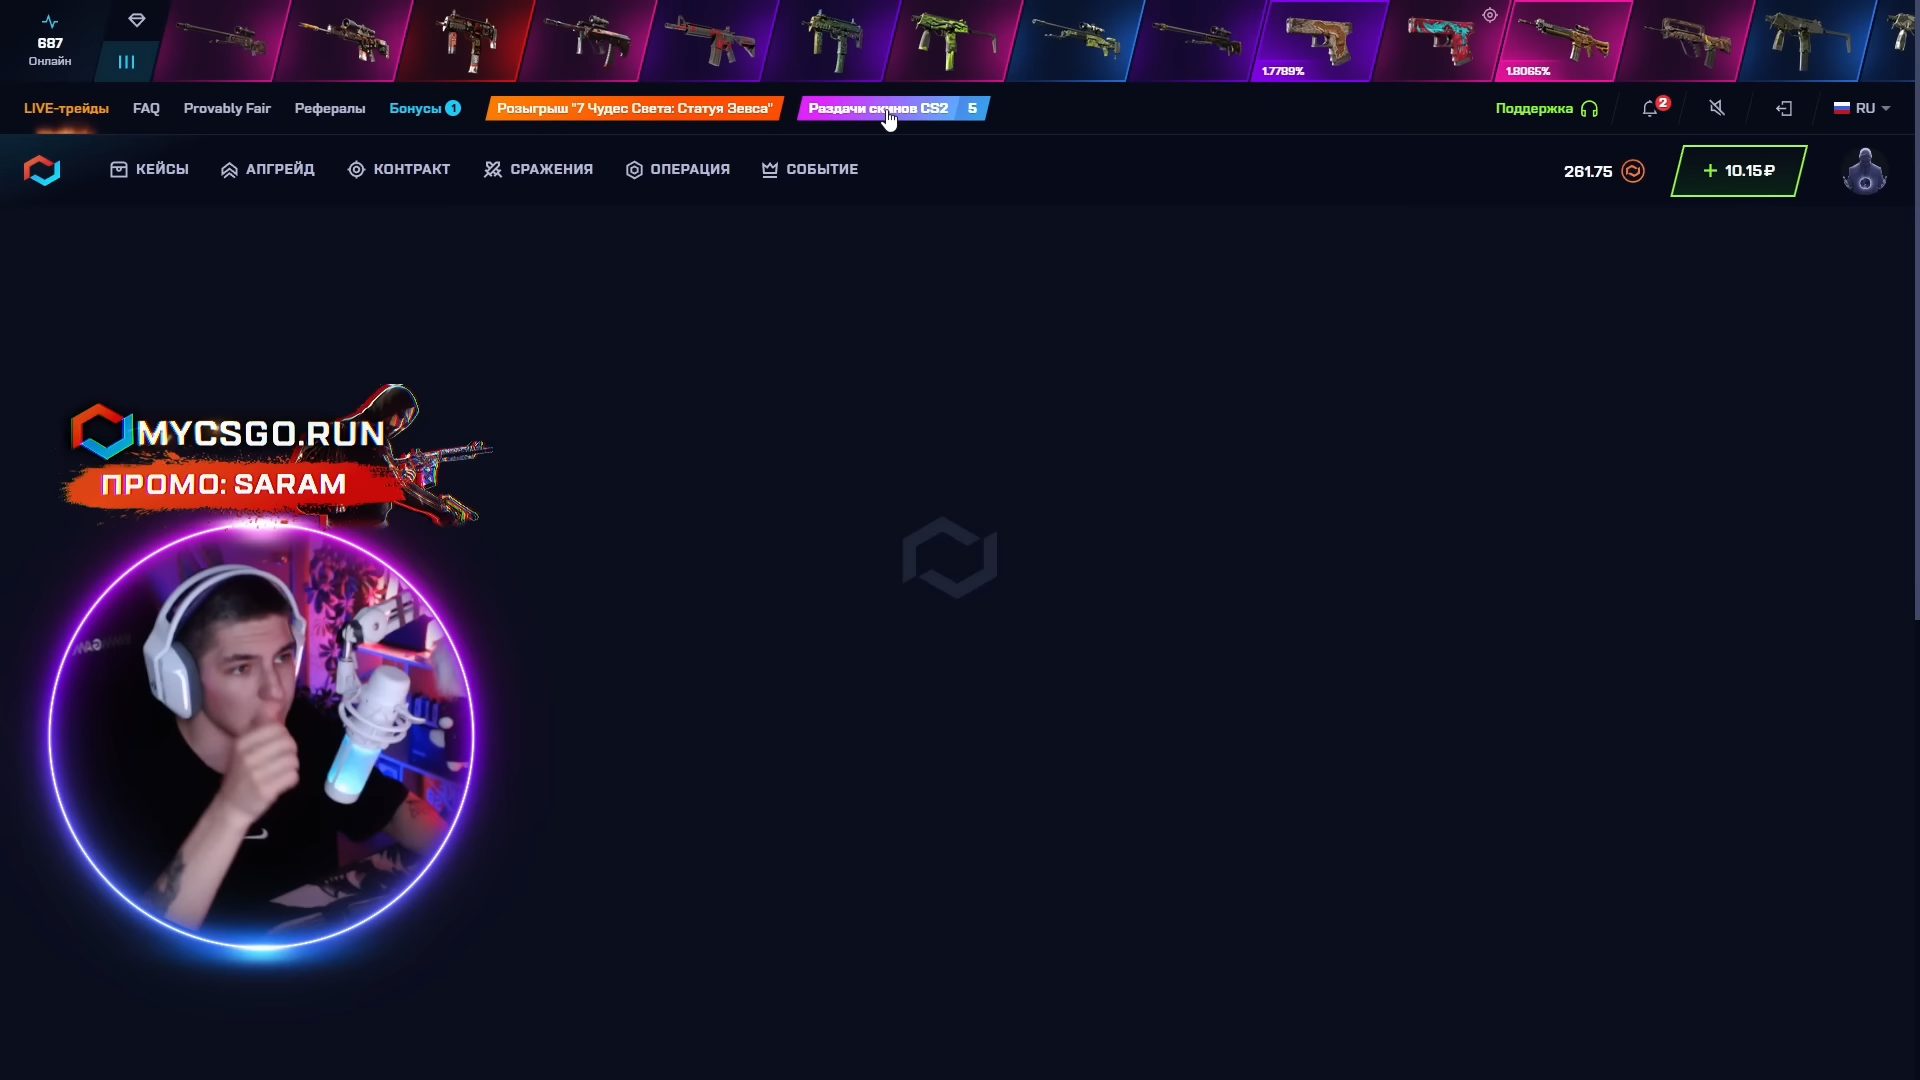 687
Онлайн
1.7789%
1.8065%
LIVE-трейды
FAQ
Provably Fair
Рефералы
Бонусы 1
Розыгрыш "7 Чудес Света: Статуя Зевса"
Раздачи скинов CS2 5
Поддержка
2
RU
КЕЙСЫ
АПГРЕЙД
КОНТРАКТ
СРАЖЕНИЯ
ОПЕРАЦИЯ
СОБЫТИЕ
261.75
+ 10.15₽
MYCSGO.RUN
ПРОМО: SARAM